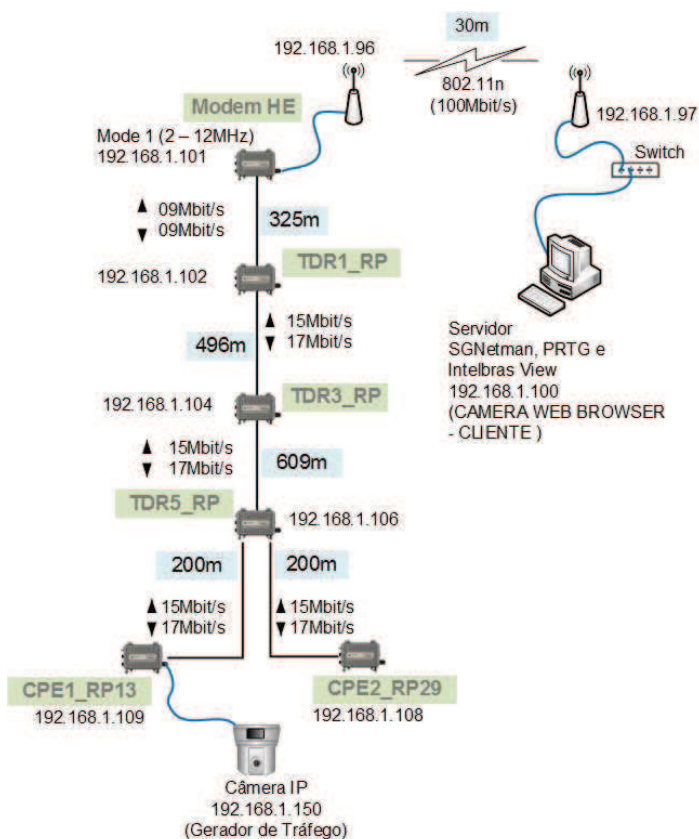 30m
192.168.1.96
802.11n
(100Mbit/s)
192.168.1.97
Modem HE
Switch
Mode 1 (2 – 12MHz)
192.168.1.101
09Mbit/s
09Mbit/s
325m
TDR1_RP
192.168.1.102
15Mbit/s
17Mbit/s
496m
Servidor
SGNetman, PRTG e
Intelbras View
192.168.1.100
(CAMERA WEB BROWSER
- CLIENTE )
TDR3_RP
192.168.1.104
15Mbit/s
17Mbit/s
609m
TDR5_RP
192.168.1.106
200m
200m
15Mbit/s
17Mbit/s
15Mbit/s
17Mbit/s
CPE1_RP13
192.168.1.109
CPE2_RP29
192.168.1.108
Câmera IP
192.168.1.150
(Gerador de Tráfego)